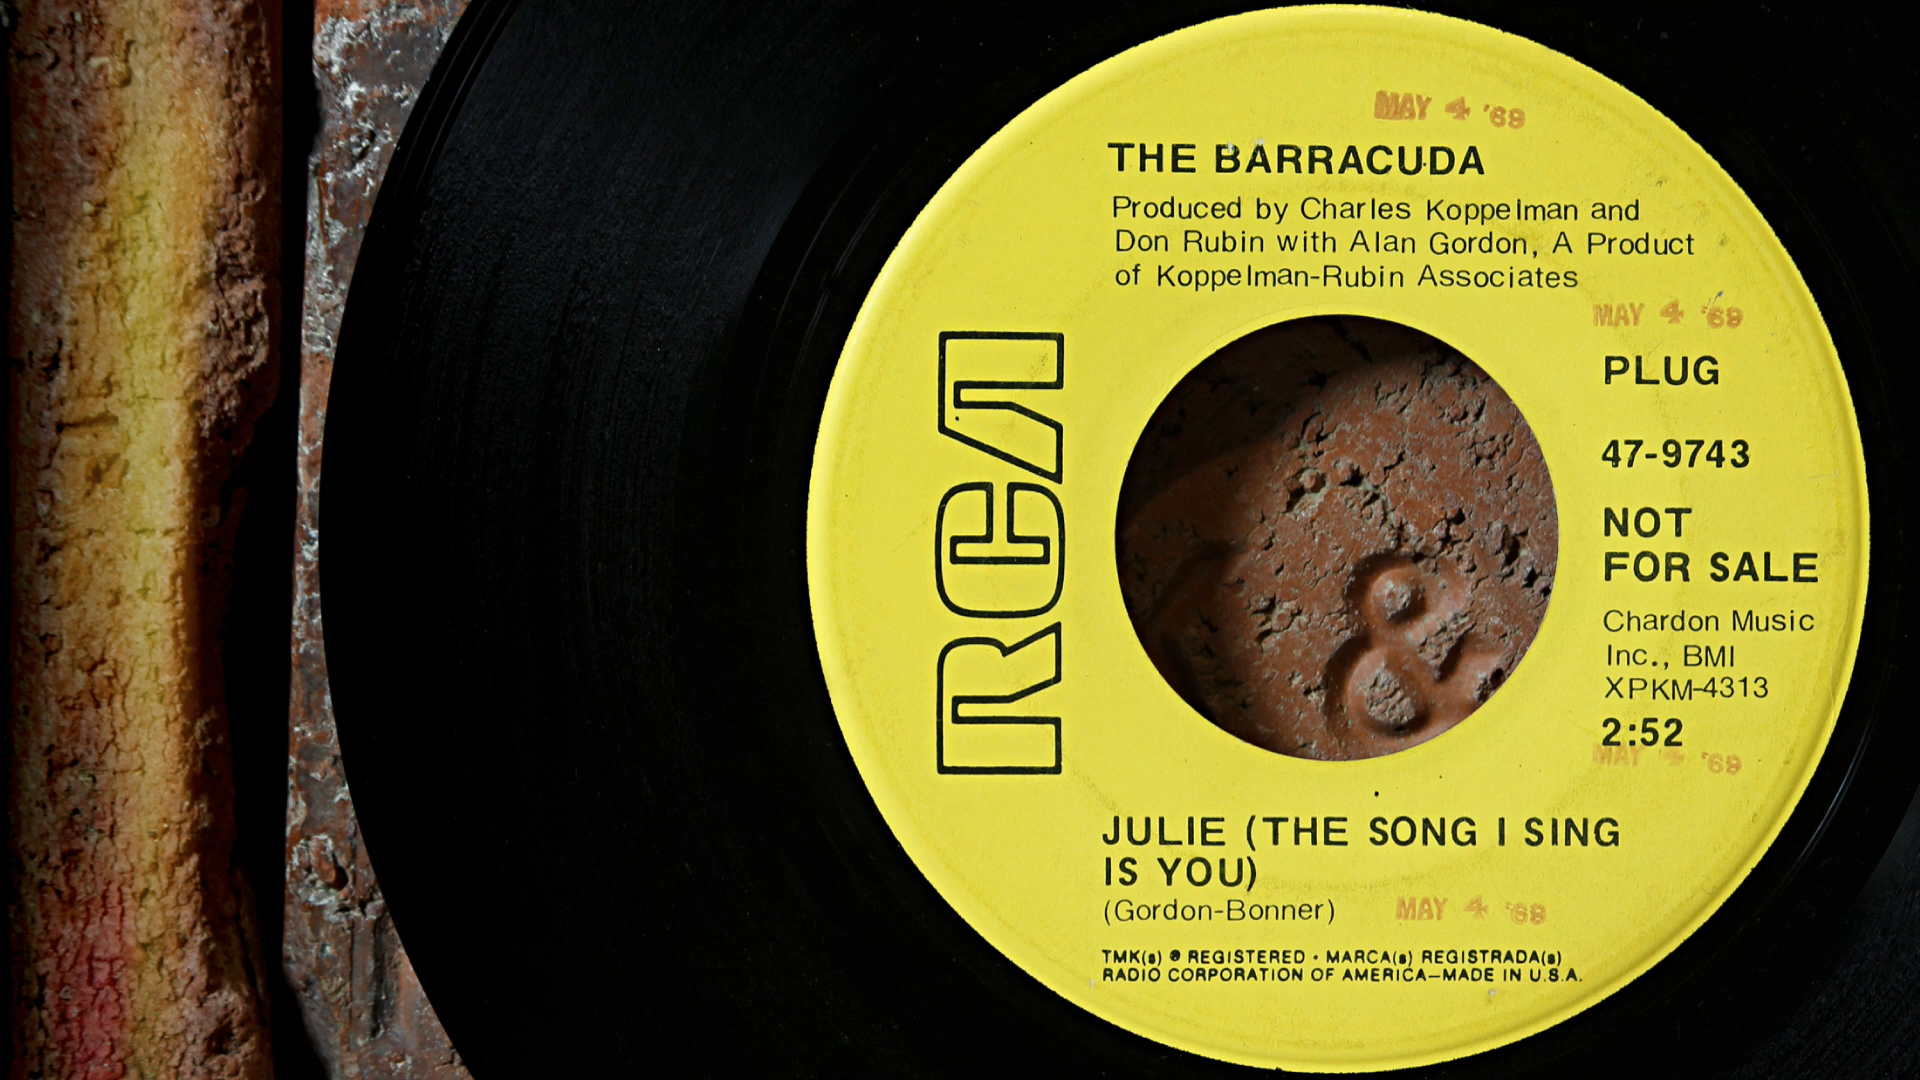 MAY 4 '69
THE BARRACUDA
Produced by Charles Koppelman and
Don Rubin with Alan Gordon, A Product
of Koppelman-Rubin Associates
MAY 4 '69
RCA
PLUG
47-9743
NOT
FOR SALE
Chardon Music
Inc., BMI
XPKM-4313
2:52
MAY 4 '69
JULIE (THE SONG I SING
IS YOU)
(Gordon-Bonner)
MAY 4 '69
TMK(s) ® REGISTERED • MARCA(s) REGISTRADA(s)
RADIO CORPORATION OF AMERICA—MADE IN U.S.A.